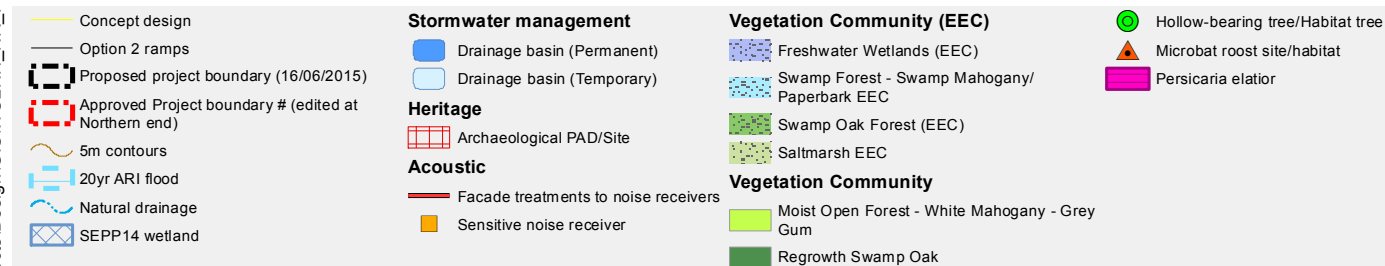 Concept design
Option 2 ramps
Proposed project boundary (16/06/2015)
Approved Project boundary # (edited at
Northern end)
5m contours
20yr ARI flood
Natural drainage
SEPP14 wetland
Stormwater management
Drainage basin (Permanent)
Drainage basin (Temporary)
Heritage
Archaeological PAD/Site
Acoustic
Facade treatments to noise receivers
Sensitive noise receiver
Vegetation Community (EEC)
Freshwater Wetlands (EEC)
Swamp Forest - Swamp Mahogany/
Paperbark EEC
Swamp Oak Forest (EEC)
Saltmarsh EEC
Vegetation Community
Moist Open Forest - White Mahogany - Grey
Gum
Regrowth Swamp Oak
Hollow-bearing tree/Habitat tree
Microbat roost site/habitat
Persicaria elatior